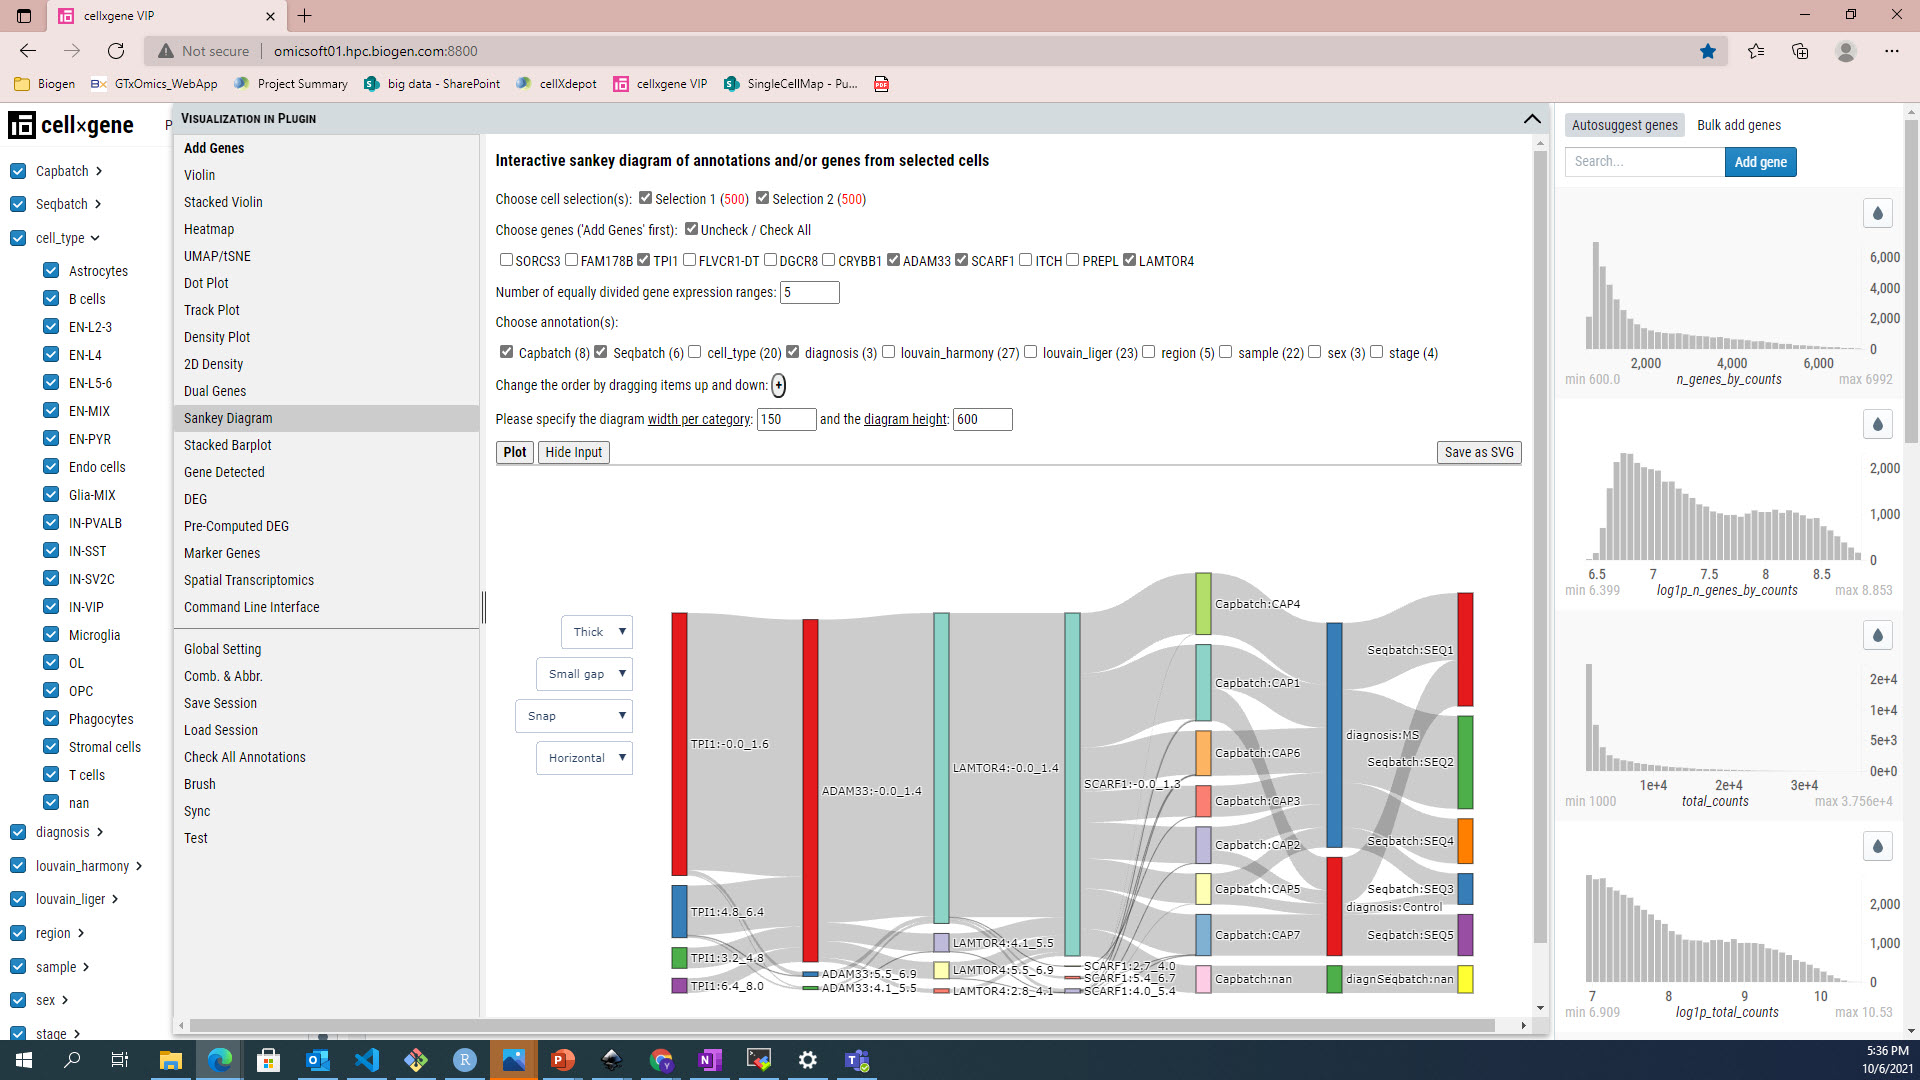 cellxgene VIP
Not secure omicsoft01.hpc.biogen.com:8800
Biogen GTxOmics_WebApp Project Summary big data - SharePoint cellXdepot cellxgene VIP SingleCellMap - Pu...
cell×gene
Capbatch
Seqbatch
cell_type
Astrocytes
B cells
EN-L2-3
EN-L4
EN-L5-6
EN-MIX
EN-PYR
Endo cells
Glia-MIX
IN-PVALB
IN-SST
IN-SV2C
IN-VIP
Microglia
OL
OPC
Phagocytes
Stromal cells
T cells
nan
diagnosis
louvain_harmony
louvain_liger
region
sample
sex
stage
Visualization in Plugin
Add Genes
Violin
Stacked Violin
Heatmap
UMAP/tSNE
Dot Plot
Track Plot
Density Plot
2D Density
Dual Genes
Sankey Diagram
Stacked Barplot
Gene Detected
DEG
Pre-Computed DEG
Marker Genes
Spatial Transcriptomics
Command Line Interface
Global Setting
Comb. & Abbr.
Save Session
Load Session
Check All Annotations
Brush
Sync
Test
Interactive sankey diagram of annotations and/or genes from selected cells
Choose cell selection(s): Selection 1 (500) Selection 2 (500)
Choose genes ('Add Genes' first): Uncheck / Check All
SORCS3 FAM178B TPI1 FLVCR1-DT DGCR8 CRYBB1 ADAM33 SCARF1 ITCH PREPL LAMTOR4
Number of equally divided gene expression ranges: 5
Choose annotation(s):
Capbatch (8) Seqbatch (6) cell_type (20) diagnosis (3) louvain_harmony (27) louvain_liger (23) region (5) sample (22) sex (3) stage (4)
Change the order by dragging items up and down: +
Please specify the diagram width per category: 150 and the diagram height: 600
Plot Hide Input Save as SVG
Thick
Small gap
Snap
Horizontal
TPI1:-0.0_1.6
TPI1:4.8_6.4
TPI1:3.2_4.8
TPI1:6.4_8.0
ADAM33:-0.0_1.4
ADAM33:5.5_6.9
ADAM33:4.1_5.5
LAMTOR4:-0.0_1.4
LAMTOR4:4.1_5.5
LAMTOR4:5.5_6.9
LAMTOR4:2.8_4.1
SCARF1:-0.0_1.3
SCARF1:2.7_4.0
SCARF1:5.4_6.7
SCARF1:4.0_5.4
Capbatch:CAP4
Capbatch:CAP1
Capbatch:CAP6
Capbatch:CAP3
Capbatch:CAP2
Capbatch:CAP5
Capbatch:CAP7
Capbatch:nan
diagnosis:MS
diagnosis:Control
diagnSeqbatch:nan
Seqbatch:SEQ1
Seqbatch:SEQ2
Seqbatch:SEQ4
Seqbatch:SEQ3
Seqbatch:SEQ5
Autosuggest genes Bulk add genes
Search... Add gene
6,000
4,000
2,000
0
2,000 4,000 6,000
min 600.0 n_genes_by_counts max 6992
2,000
1,000
0
6.5 7 7.5 8 8.5
min 6.399 log1p_n_genes_by_counts max 8.853
2e+4
1e+4
5e+3
0e+0
1e+4 2e+4 3e+4
min 1000 total_counts max 3.756e+4
2,000
1,000
0
7 8 9 10
min 6.909 log1p_total_counts max 10.53
5:36 PM
10/6/2021